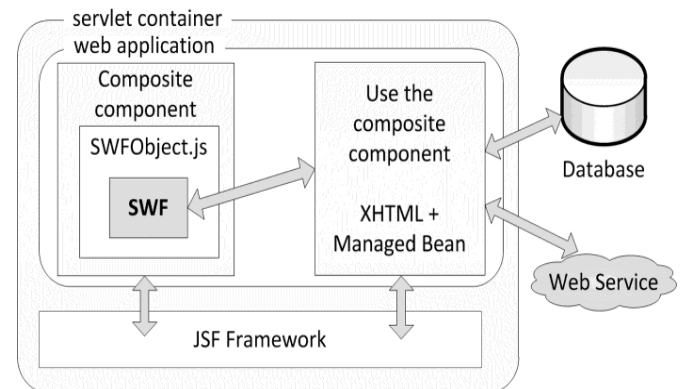 servlet container
web application
Composite
component
SWFObject.js
SWF
Use the
composite
component
XHTML +
Managed Bean
Database
Web Service
JSF Framework